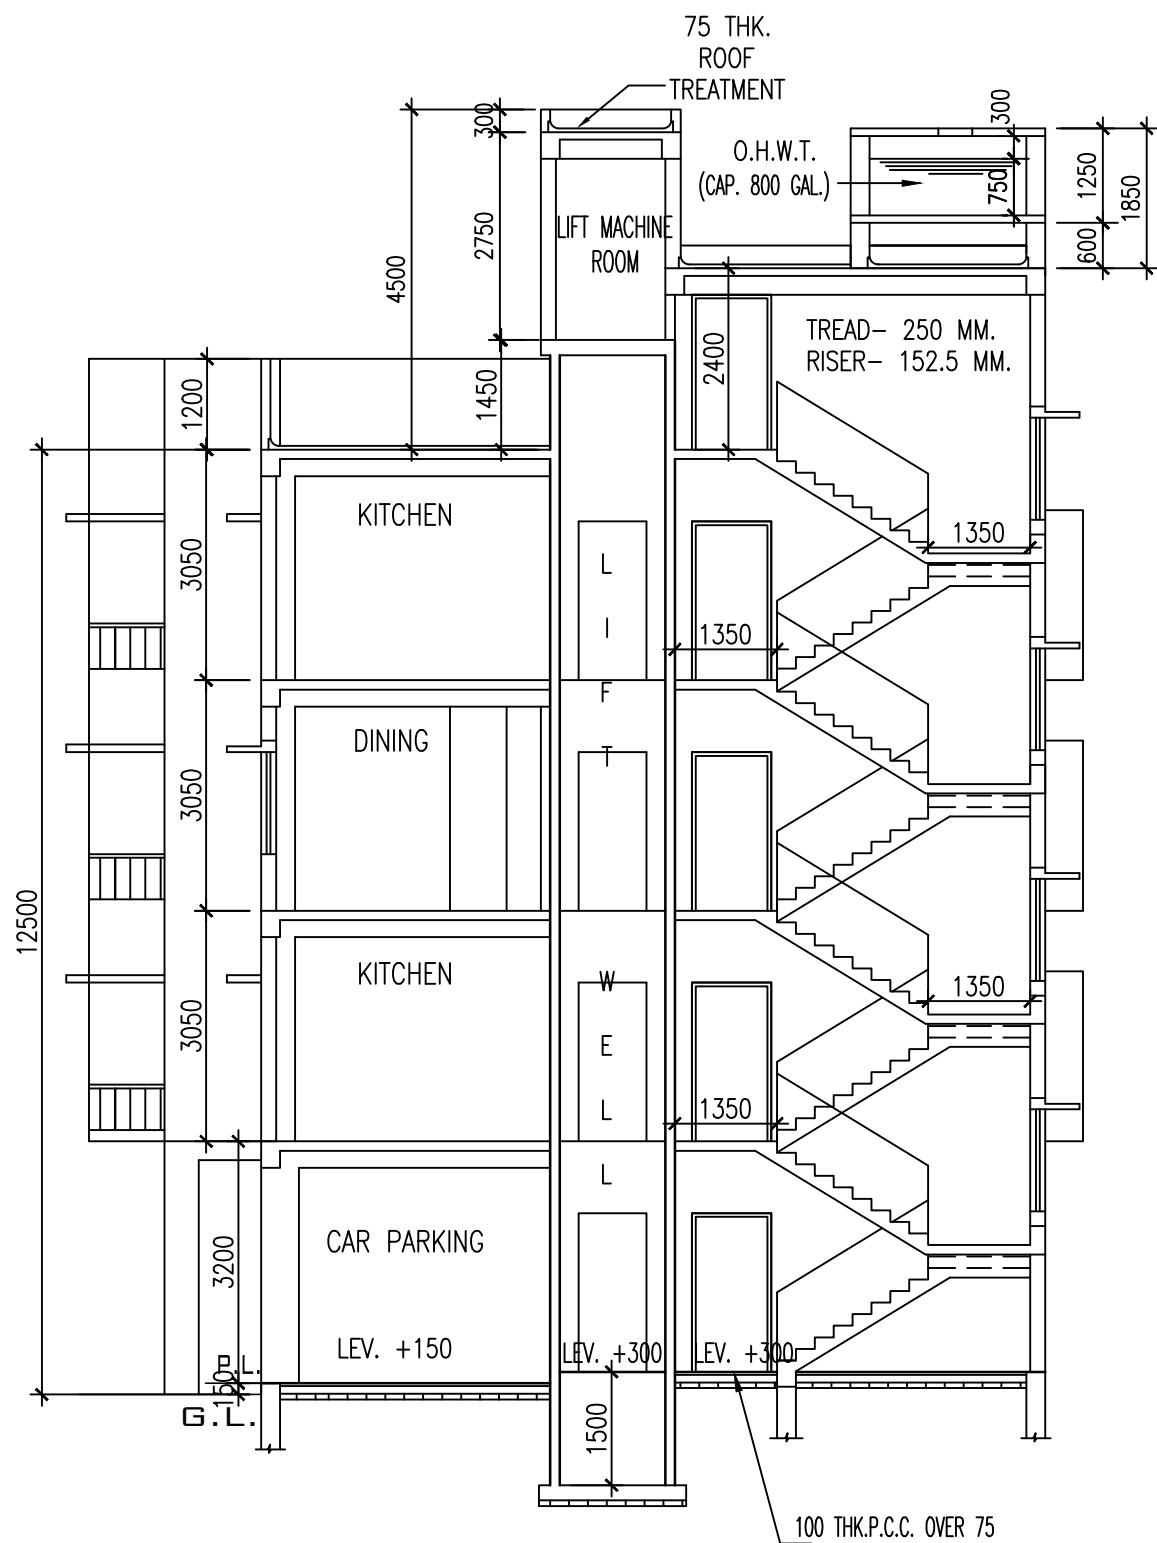 75 THK.
ROOF
TREATMENT
300
300
O.H.W.T.
(CAP. 800 GAL.)
750
1250
1850
600
2750
4500
LIFT MACHINE
ROOM
TREAD- 250 MM.
RISER- 152.5 MM.
2400
1450
1200
KITCHEN
3050
1350
L
I
F
T
1350
DINING
3050
12500
KITCHEN
3050
1350
W
E
L
L
1350
CAR PARKING
3200
LEV. +150
LEV. +300
LEV. +300
P.L.
150
G.L.
1500
100 THK.P.C.C. OVER 75